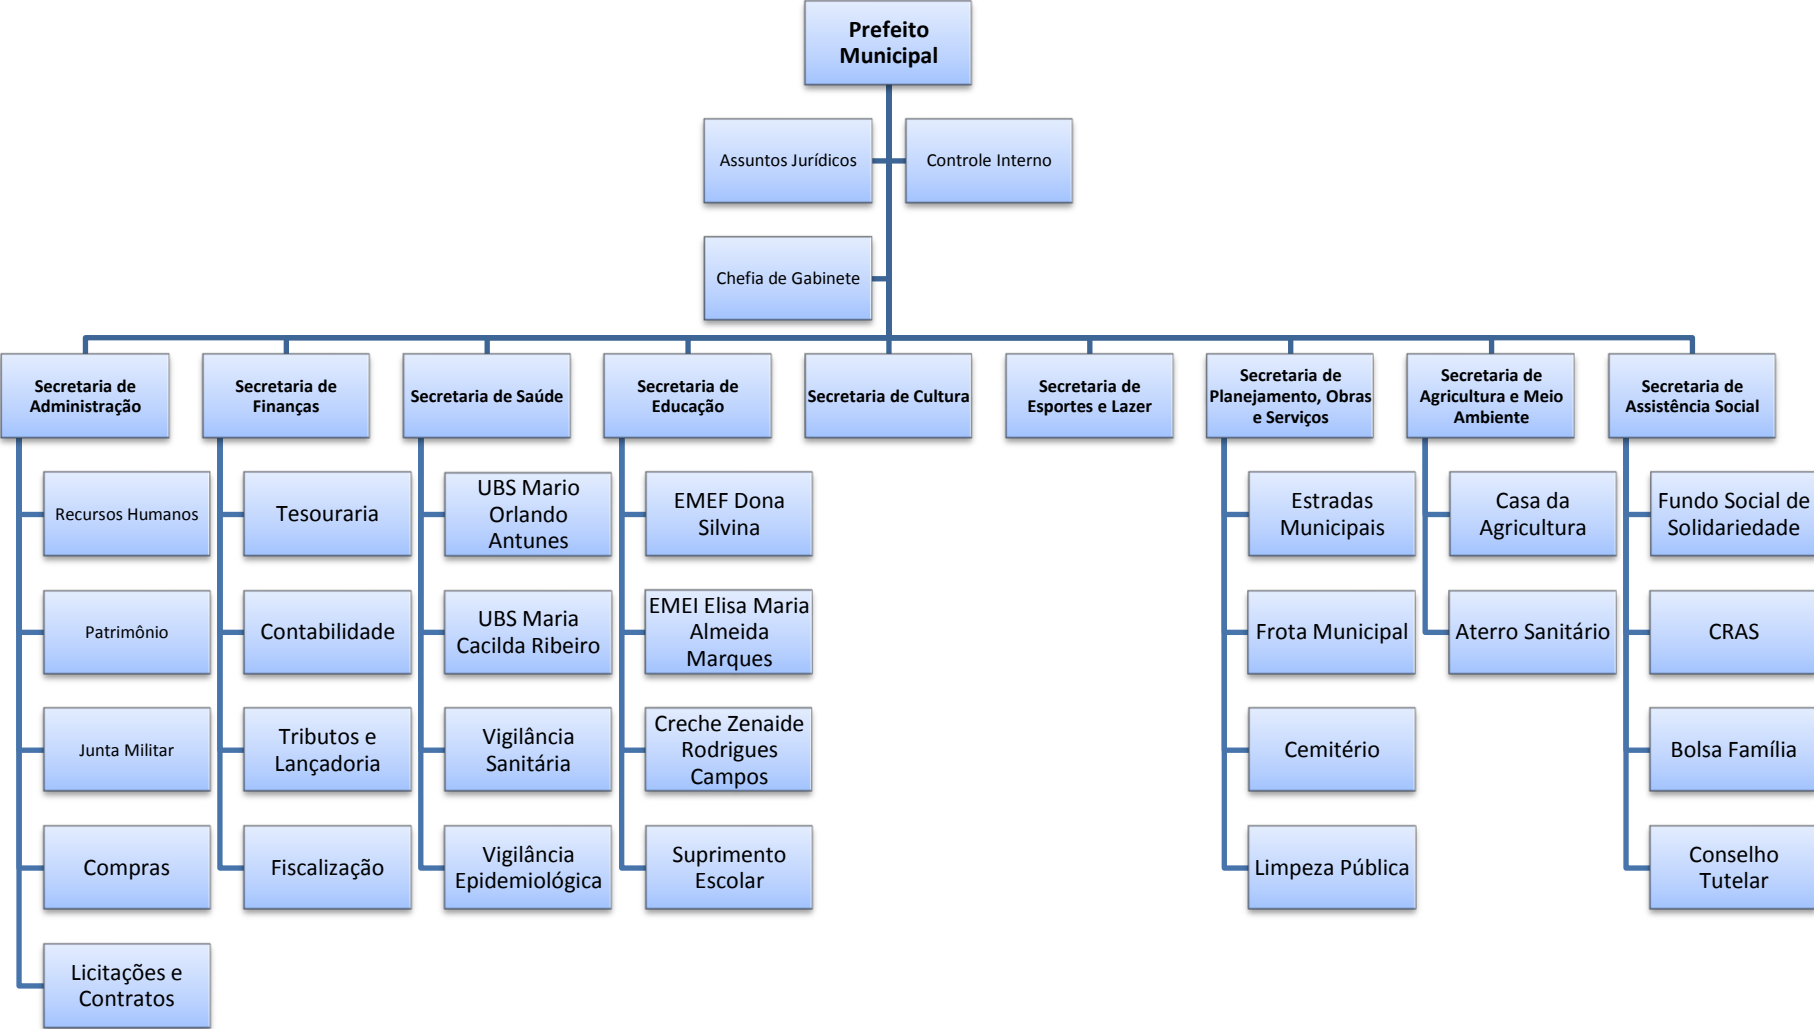 Prefeito
Municipal
Assuntos Jurídicos
Controle Interno
Chefia de Gabinete
Secretaria de
Administração
Secretaria de
Finanças
Secretaria de Saúde
Secretaria de
Educação
Secretaria de Cultura
Secretaria de
Esportes e Lazer
Secretaria de
Planejamento, Obras
e Serviços
Secretaria de
Agricultura e Meio
Ambiente
Secretaria de
Assistência Social
Recursos Humanos
Patrimônio
Junta Militar
Compras
Licitações e
Contratos
Tesouraria
Contabilidade
Tributos e
Lançadoria
Fiscalização
UBS Mario
Orlando
Antunes
UBS Maria
Cacilda Ribeiro
Vigilância
Sanitária
Vigilância
Epidemiológica
EMEF Dona
Silvina
EMEI Elisa Maria
Almeida
Marques
Creche Zenaide
Rodrigues
Campos
Suprimento
Escolar
Estradas
Municipais
Frota Municipal
Cemitério
Limpeza Pública
Casa da
Agricultura
Aterro Sanitário
Fundo Social de
Solidariedade
CRAS
Bolsa Família
Conselho
Tutelar